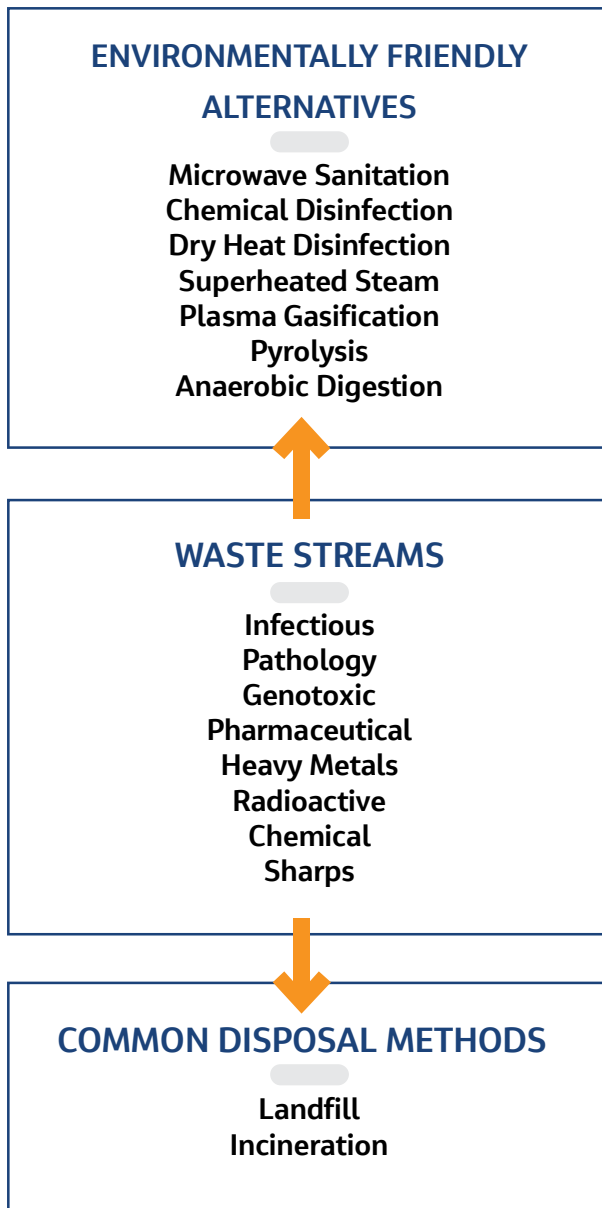 ENVIRONMENTALLY FRIENDLY
ALTERNATIVES
Microwave Sanitation
Chemical Disinfection
Dry Heat Disinfection
Superheated Steam
Plasma Gasification
Pyrolysis
Anaerobic Digestion
WASTE STREAMS
Infectious
Pathology
Genotoxic
Pharmaceutical
Heavy Metals
Radioactive
Chemical
Sharps
COMMON DISPOSAL METHODS
Landfill
Incineration